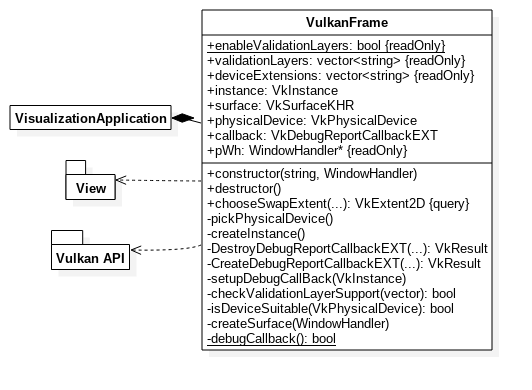 VulkanFrame
+enableValidationLayers: bool {readOnly}
+validationLayers: vector<string> {readOnly}
+deviceExtensions: vector<string> {readOnly}
+instance: VkInstance
+surface: VkSurfaceKHR
+physicalDevice: VkPhysicalDevice
+callback: VkDebugReportCallbackEXT
+pWh: WindowHandler* {readOnly}
+constructor(string, WindowHandler)
+destructor()
+chooseSwapExtent(...): VkExtent2D {query}
-pickPhysicalDevice()
-createInstance()
-DestroyDebugReportCallbackEXT(...): VkResult
-CreateDebugReportCallbackEXT(...): VkResult
-setupDebugCallBack(VkInstance)
-checkValidationLayerSupport(vector): bool
-isDeviceSuitable(VkPhysicalDevice): bool
-createSurface(WindowHandler)
-debugCallback(): bool
VisualizationApplication
View
Vulkan API